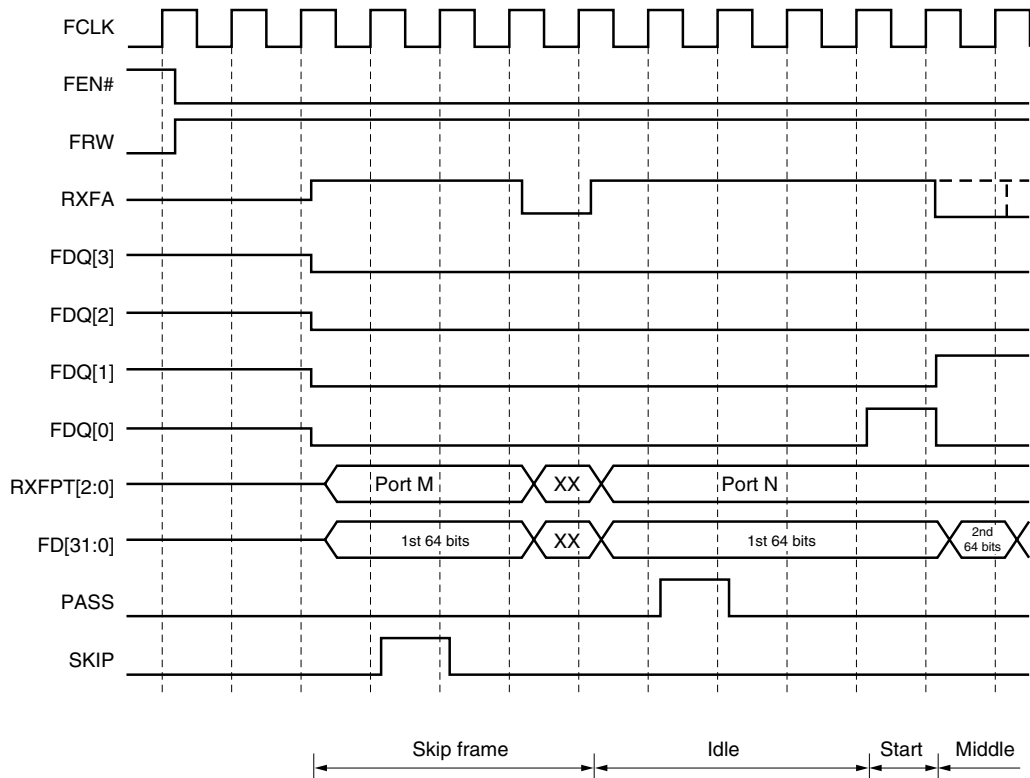 FCLK
FEN#
FRW
RXFA
FDQ[3]
FDQ[2]
FDQ[1]
FDQ[0]
RXFPT[2:0] Port M XX Port N
FD[31:0] 1st 64 bits XX 1st 64 bits 2nd
64 bits
PASS
SKIP
Skip frame Idle Start Middle